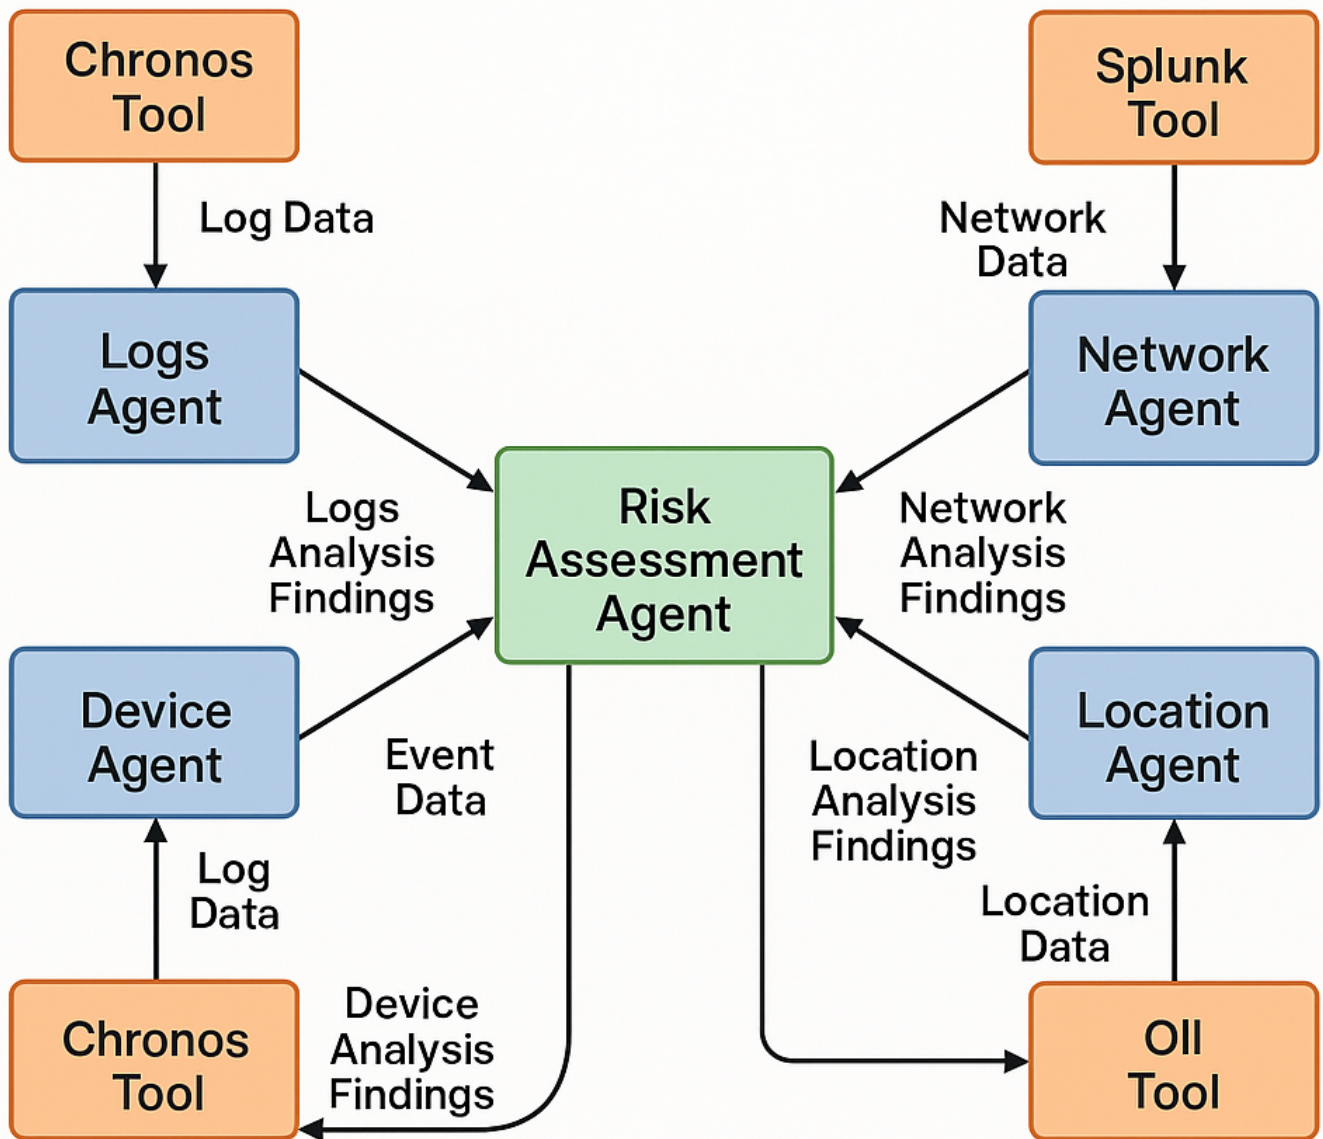 Chronos
Tool
Splunk
Tool
Log Data
Network
Data
Logs
Agent
Network
Agent
Risk
Assessment
Agent
Logs
Analysis
Findings
Network
Analysis
Findings
Device
Agent
Location
Agent
Event
Data
Location
Analysis
Findings
Log
Data
Location
Data
Chronos
Tool
Device
Analysis
Findings
Oll
Tool